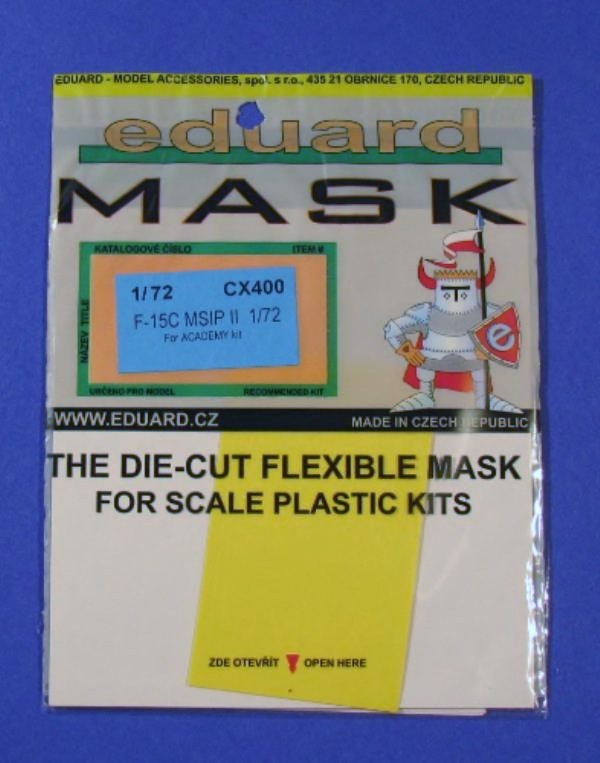 EDUARD - MODEL ACCESSORIES, spol. s r.o., 435 21 OBRNICE 170, CZECH REPUBLIC
eduard
MASK
KATALOGOVÉ ČÍSLO ITEM #
NÁZEV TITLE
1/72 CX400
F-15C MSIP II 1/72
For ACADEMY kit
URČENO PRO MODEL RECOMMENDED KIT
T
e
WWW.EDUARD.CZ MADE IN CZECH REPUBLIC
THE DIE-CUT FLEXIBLE MASK
FOR SCALE PLASTIC KITS
ZDE OTEVŘÍT OPEN HERE